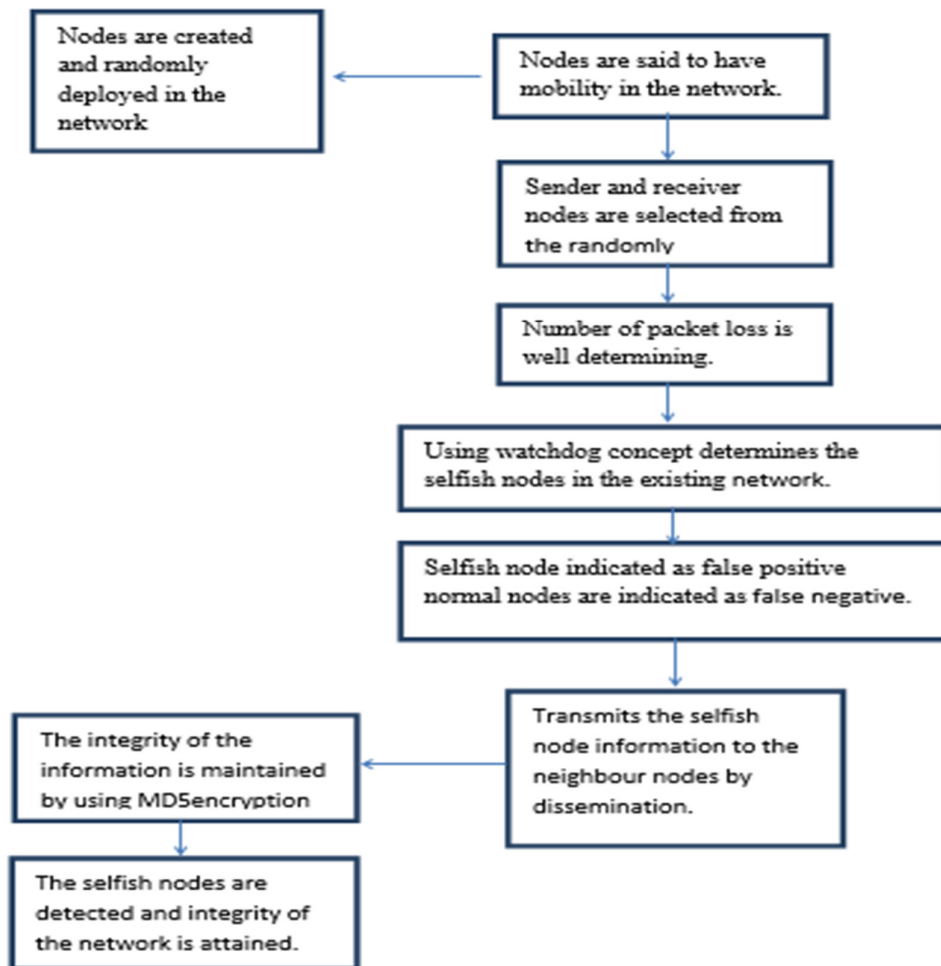 Nodes are created
and randomly
deployed in the
network
Nodes are said to have
mobility in the network.
Sender and receiver
nodes are selected from
the randomly
Number of packet loss is
well determining.
Using watchdog concept determines the
selfish nodes in the existing network.
Selfish node indicated as false positive
normal nodes are indicated as false negative.
Transmits the selfish
node information to the
neighbour nodes by
dissemination.
The integrity of the
information is maintained
by using MD5encryption
The selfish nodes are
detected and integrity of
the network is attained.